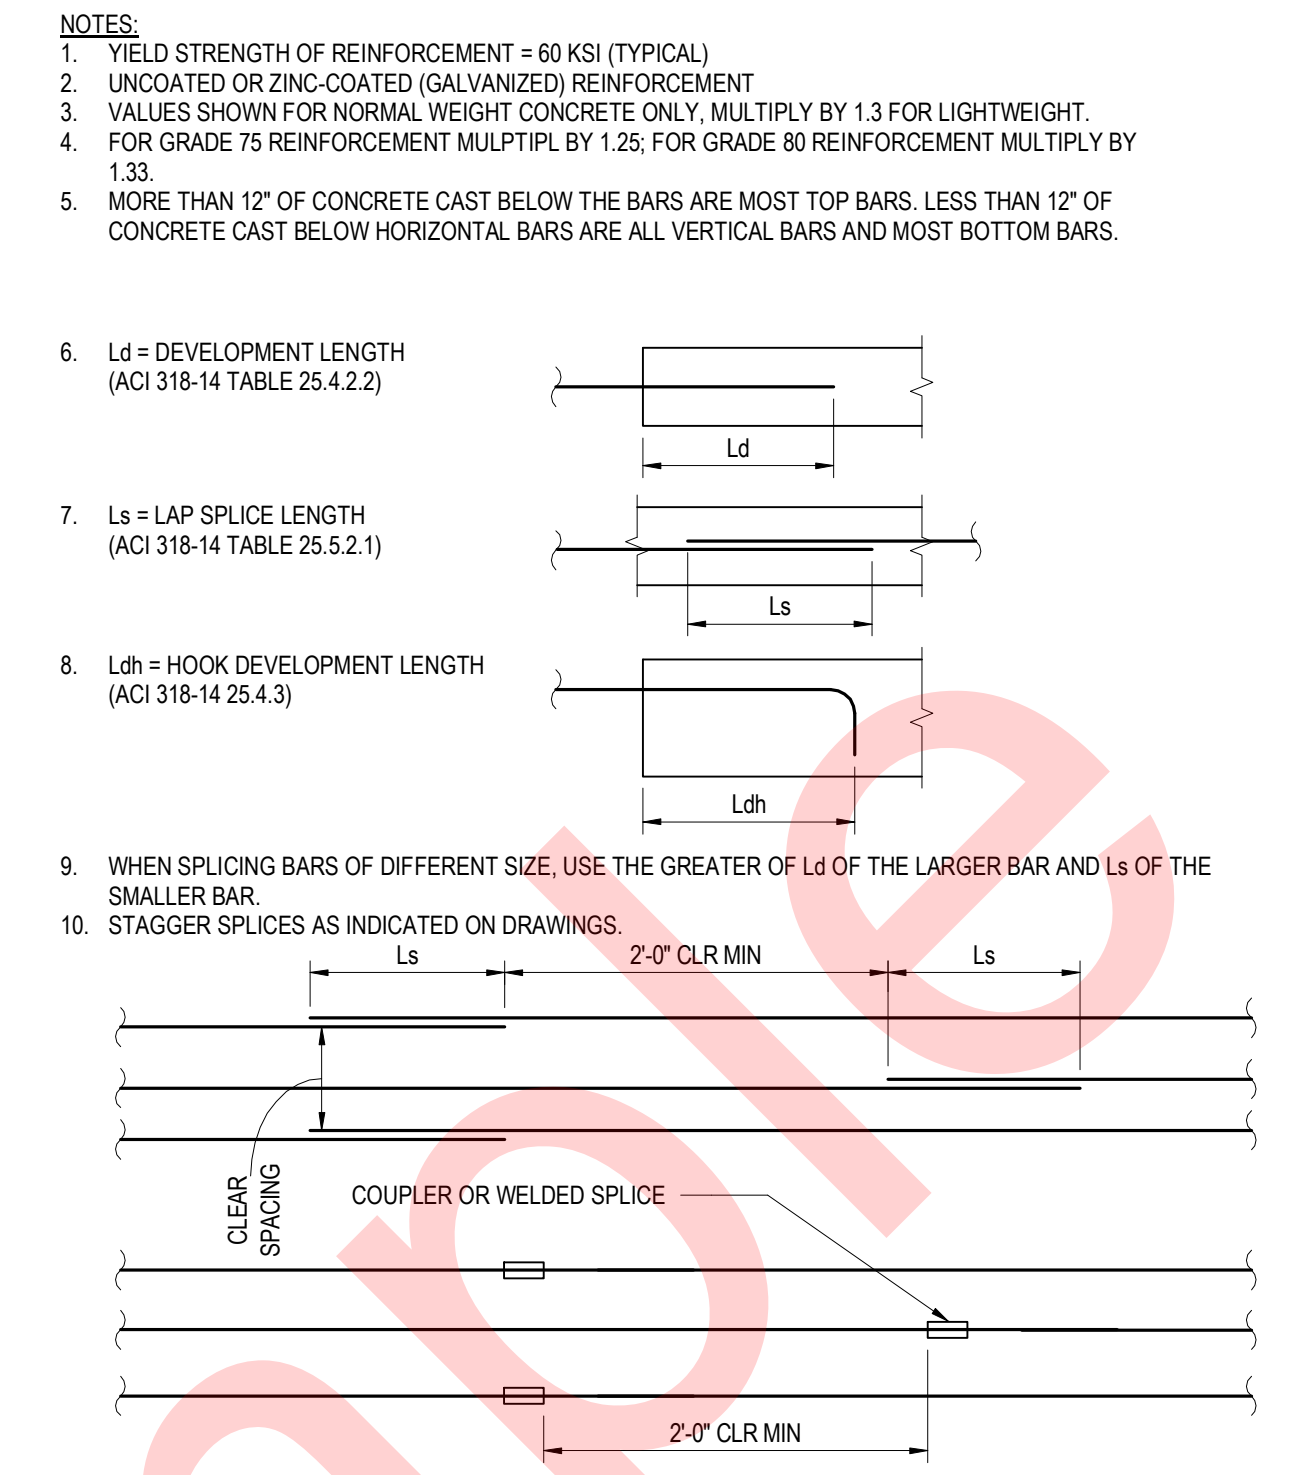 NOTES:
1. YIELD STRENGTH OF REINFORCEMENT = 60 KSI (TYPICAL)
2. UNCOATED OR ZINC-COATED (GALVANIZED) REINFORCEMENT
3. VALUES SHOWN FOR NORMAL WEIGHT CONCRETE ONLY, MULTIPLY BY 1.3 FOR LIGHTWEIGHT.
4. FOR GRADE 75 REINFORCEMENT MULPTIPL BY 1.25; FOR GRADE 80 REINFORCEMENT MULTIPLY BY
1.33.
5. MORE THAN 12" OF CONCRETE CAST BELOW THE BARS ARE MOST TOP BARS. LESS THAN 12" OF
CONCRETE CAST BELOW HORIZONTAL BARS ARE ALL VERTICAL BARS AND MOST BOTTOM BARS.
6. Ld = DEVELOPMENT LENGTH
(ACI 318-14 TABLE 25.4.2.2)
Ld
7. Ls = LAP SPLICE LENGTH
(ACI 318-14 TABLE 25.5.2.1)
Ls
8. Ldh = HOOK DEVELOPMENT LENGTH
(ACI 318-14 25.4.3)
Ldh
9. WHEN SPLICING BARS OF DIFFERENT SIZE, USE THE GREATER OF Ld OF THE LARGER BAR AND Ls OF THE
SMALLER BAR.
10. STAGGER SPLICES AS INDICATED ON DRAWINGS.
Ls 2'-0" CLR MIN Ls
CLEAR
SPACING
COUPLER OR WELDED SPLICE
2'-0" CLR MIN
ple